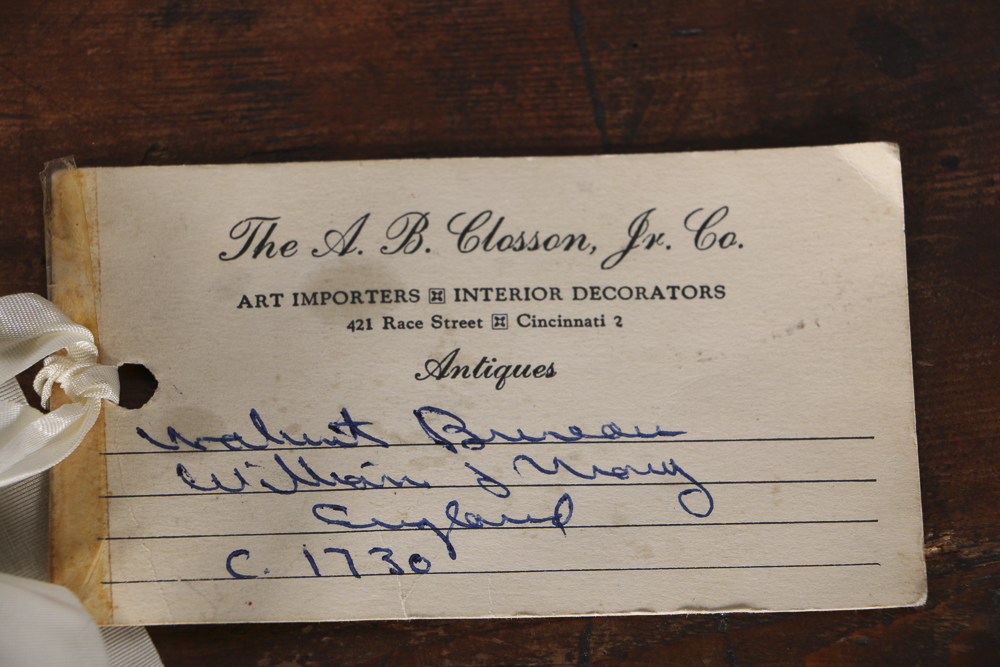 The A. B. Closson, Jr. Co.
ART IMPORTERS INTERIOR DECORATORS
421 Race Street Cincinnati 2
Antiques
Walnut Bureau
William & Mary
England
C. 1730